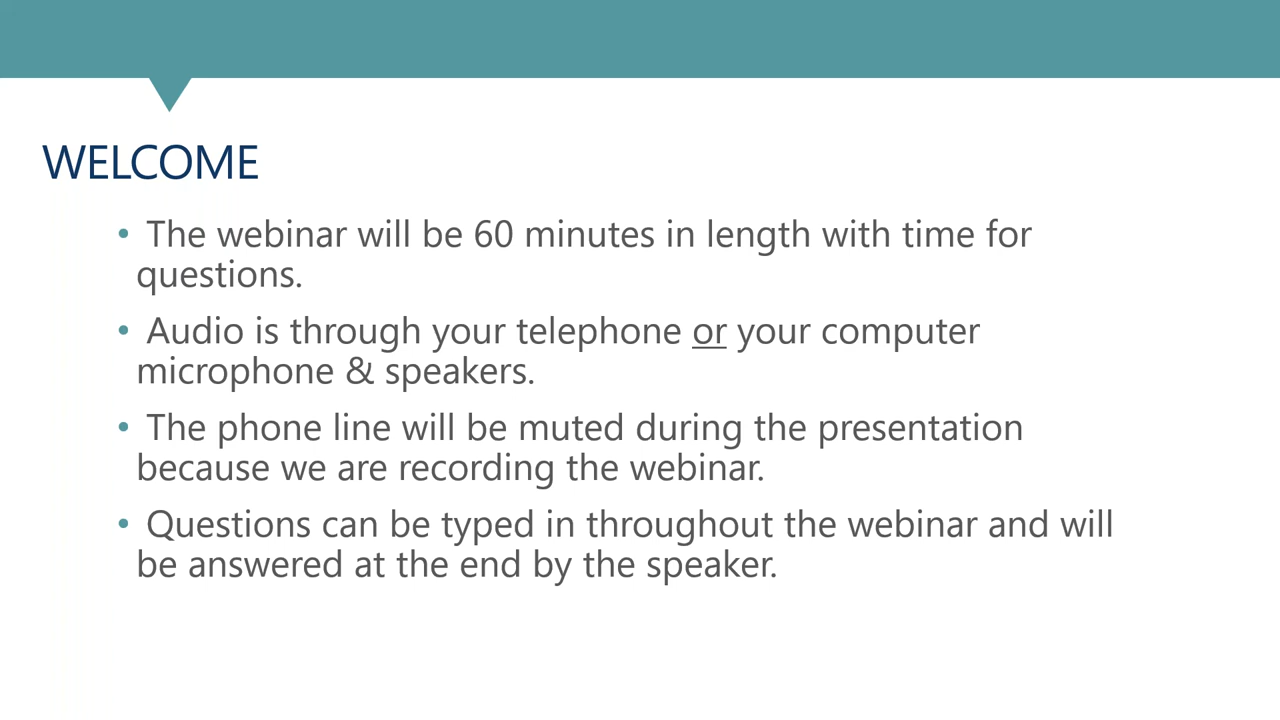 WELCOME
• The webinar will be 60 minutes in length with time for
questions.
• Audio is through your telephone or your computer
microphone & speakers.
• The phone line will be muted during the presentation
because we are recording the webinar.
• Questions can be typed in throughout the webinar and will
be answered at the end by the speaker.